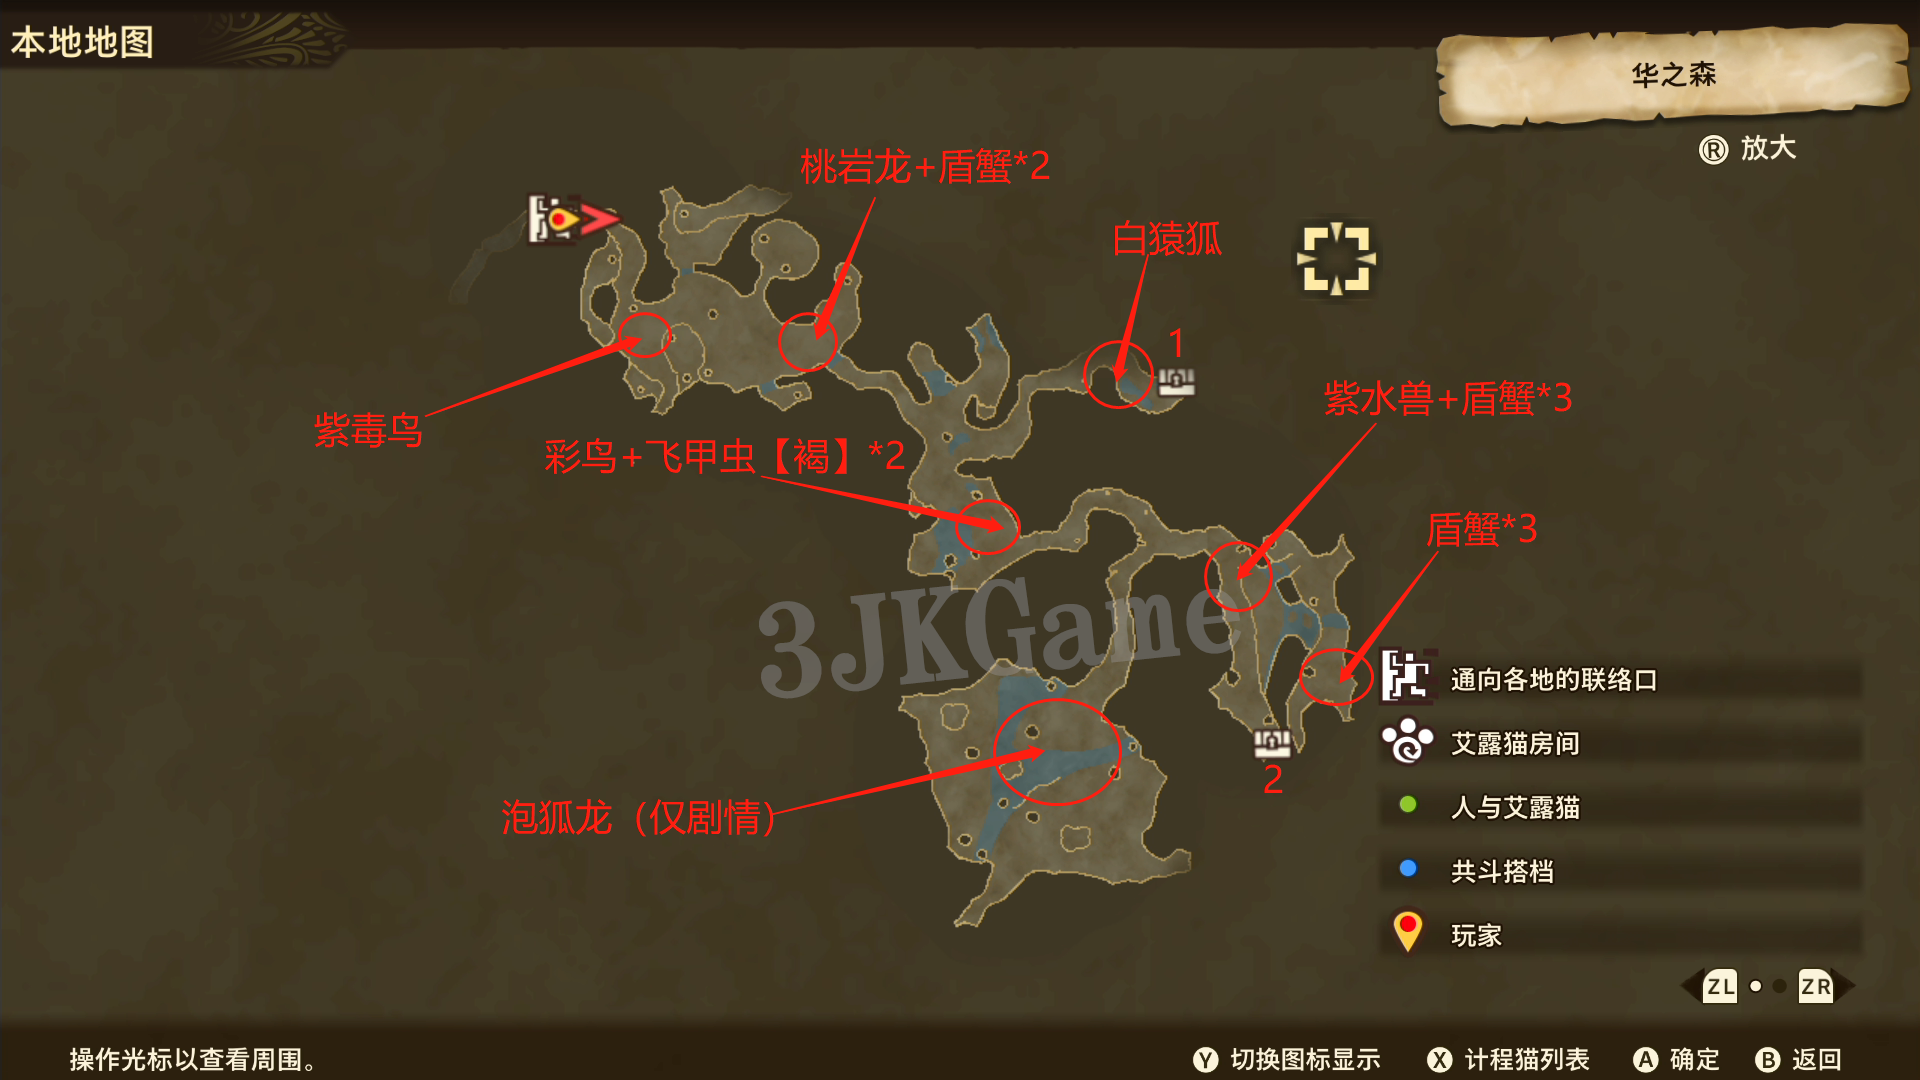 本地地图
华之森
Ⓡ 放大
桃岩龙+盾蟹*2
白猿狐
1
紫水兽+盾蟹*3
紫毒鸟
彩鸟+飞甲虫【褐】*2
盾蟹*3
3JKGame
通向各地的联络口
艾露猫房间
2
人与艾露猫
泡狐龙（仅剧情）
共斗搭档
玩家
ZL ZR
操作光标以查看周围。
Y 切换图标显示 X 计程猫列表 A 确定 B 返回